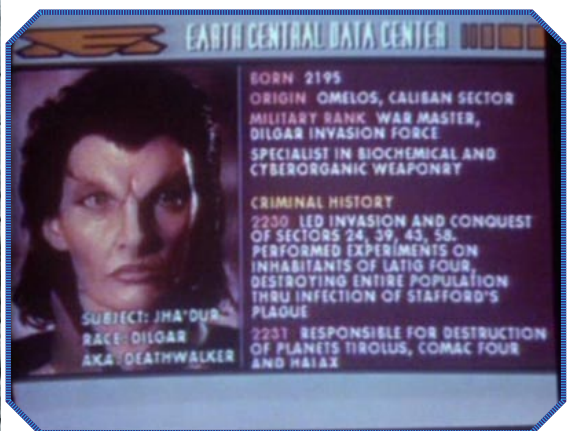 EARTH CENTRAL DATA CENTER
BORN 2195
ORIGIN OMELOS, CALIBAN SECTOR
MILITARY RANK WAR MASTER,
DILGAR INVASION FORCE
SPECIALIST IN BIOCHEMICAL AND
CYBERORGANIC WEAPONRY
CRIMINAL HISTORY
2230 LED INVASION AND CONQUEST
OF SECTORS 24, 39, 43, 58.
PERFORMED EXPERIMENTS ON
INHABITANTS OF LATIG FOUR,
DESTROYING ENTIRE POPULATION
THRU INFECTION OF STAFFORD'S
PLAGUE
2231 RESPONSIBLE FOR DESTRUCTION
OF PLANETS TIROLUS, COMAC FOUR
AND HALAX
SUBJECT: JHA'DUR
RACE: DILGAR
AKA: DEATHWALKER